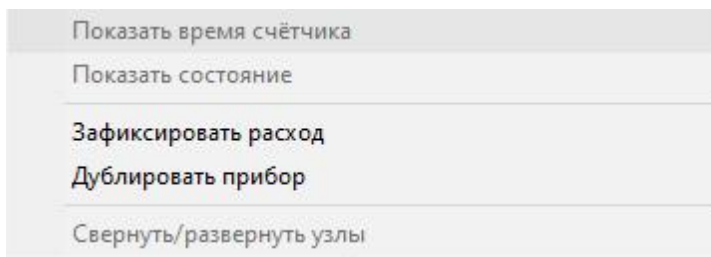 Показать время счётчика
Показать состояние
Зафиксировать расход
Дублировать прибор
Свернуть/развернуть узлы